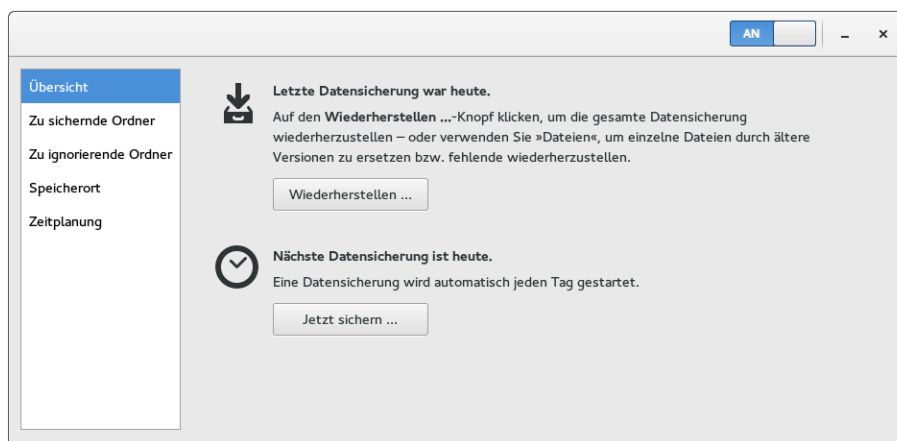 AN
Übersicht
Zu sichernde Ordner
Zu ignorierende Ordner
Speicherort
Zeitplanung
Letzte Datensicherung war heute.
Auf den Wiederherstellen ...-Knopf klicken, um die gesamte Datensicherung
wiederherzustellen – oder verwenden Sie »Dateien«, um einzelne Dateien durch ältere
Versionen zu ersetzen bzw. fehlende wiederherzustellen.
Wiederherstellen ...
Nächste Datensicherung ist heute.
Eine Datensicherung wird automatisch jeden Tag gestartet.
Jetzt sichern ...